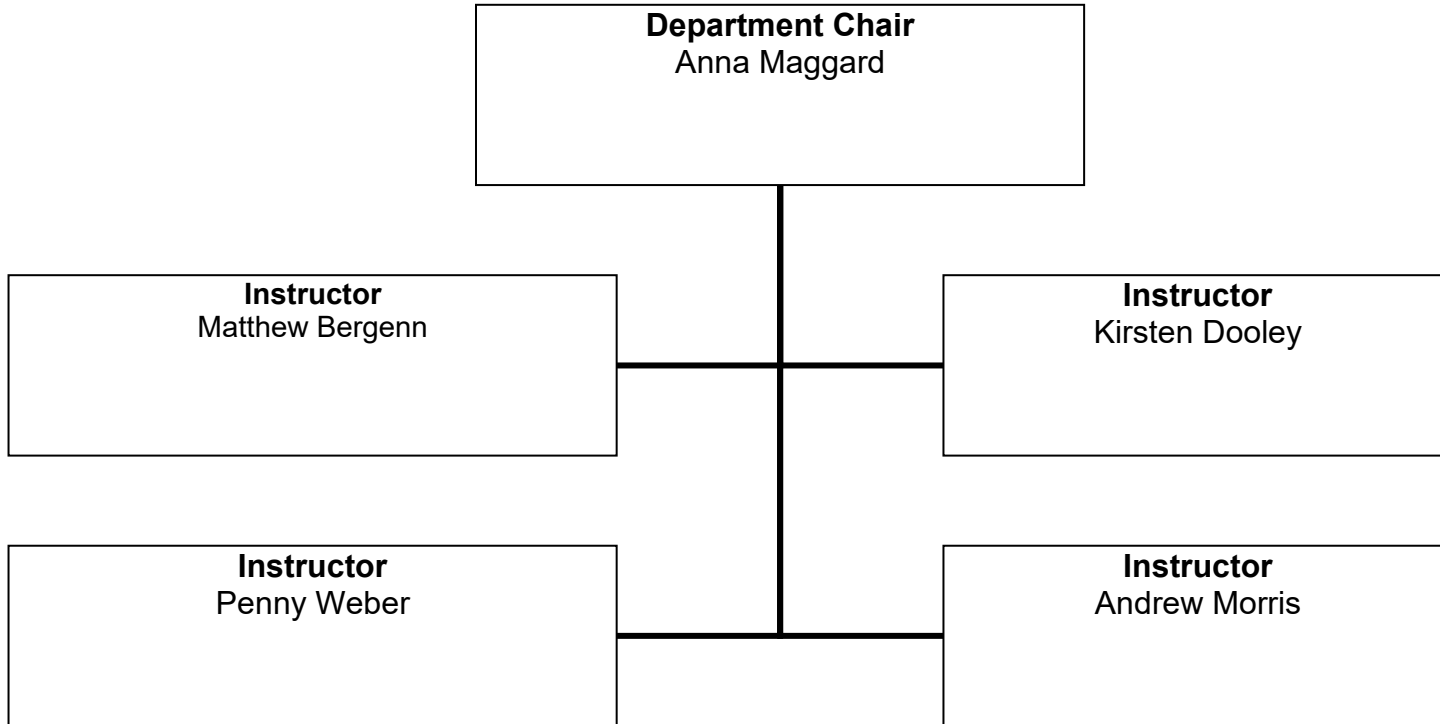 Department Chair
Anna Maggard
Instructor
Matthew Bergenn
Instructor
Kirsten Dooley
Instructor
Penny Weber
Instructor
Andrew Morris